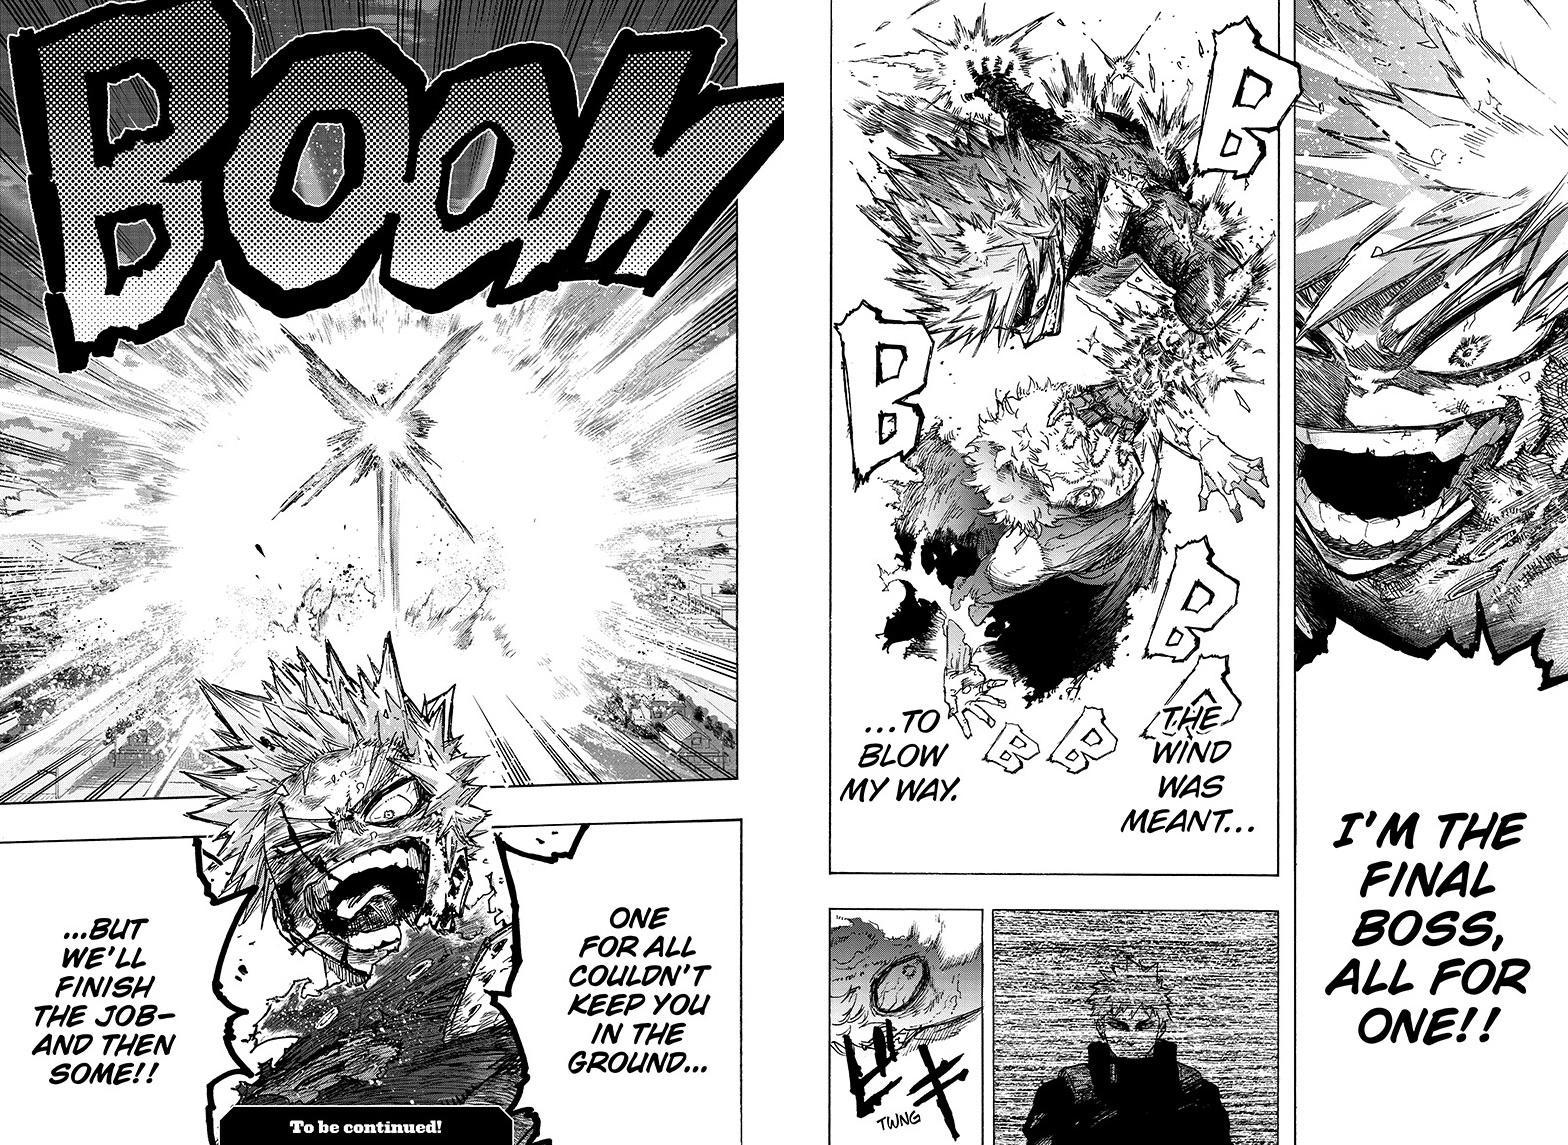 I'M THE
FINAL
BOSS,
ALL FOR
ONE!!
B
B
B
B
B
B
THE
WIND
WAS
MEANT...
...TO
BLOW
MY WAY.
ビキ
TWNG
BOOM
ONE
FOR ALL
COULDN'T
KEEP YOU
IN THE
GROUND...
...BUT
WE'LL
FINISH
THE JOB—
AND THEN
SOME!!
To be continued!